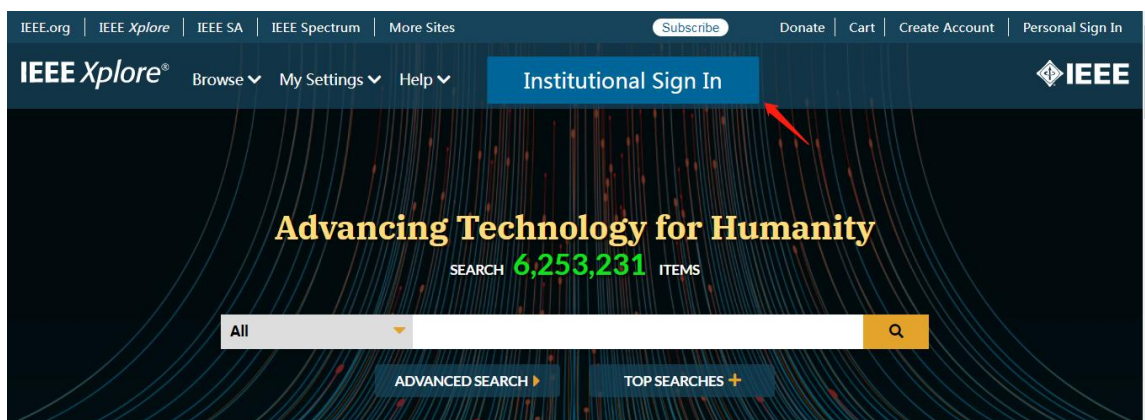 IEEE.org IEEE Xplore IEEE SA IEEE Spectrum More Sites Subscribe Donate Cart Create Account Personal Sign In
IEEE Xplore® Browse My Settings Help Institutional Sign In IEEE
Advancing Technology for Humanity
SEARCH 6,253,231 ITEMS
All
ADVANCED SEARCH TOP SEARCHES